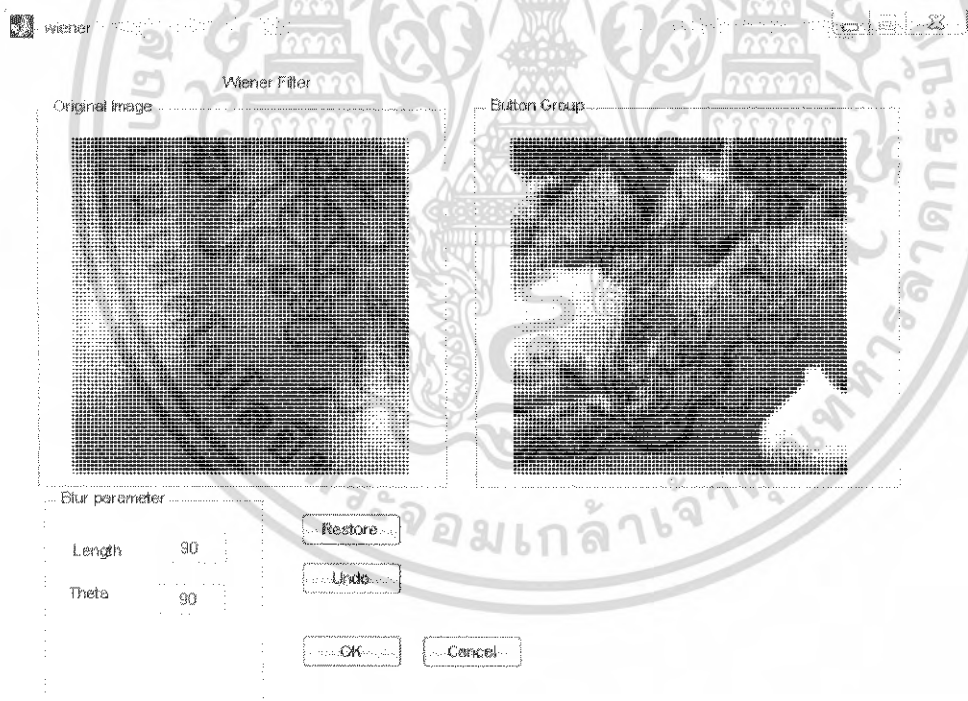 wiener
Wiener Filter
Original Image
Button Group
Blur parameter
Length 90
Theta 90
Restore
Undo
OK Cancel